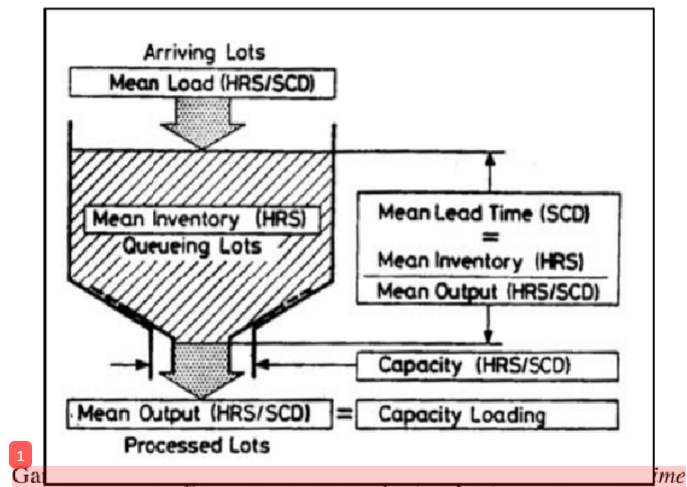 Arriving Lots
Mean Load (HRS/SCD)
Mean Inventory (HRS)
Queueing Lots
Mean Lead Time (SCD)
=
Mean Inventory (HRS)
Mean Output (HRS/SCD)
Capacity (HRS/SCD)
Mean Output (HRS/SCD) = Capacity Loading
Processed Lots
1